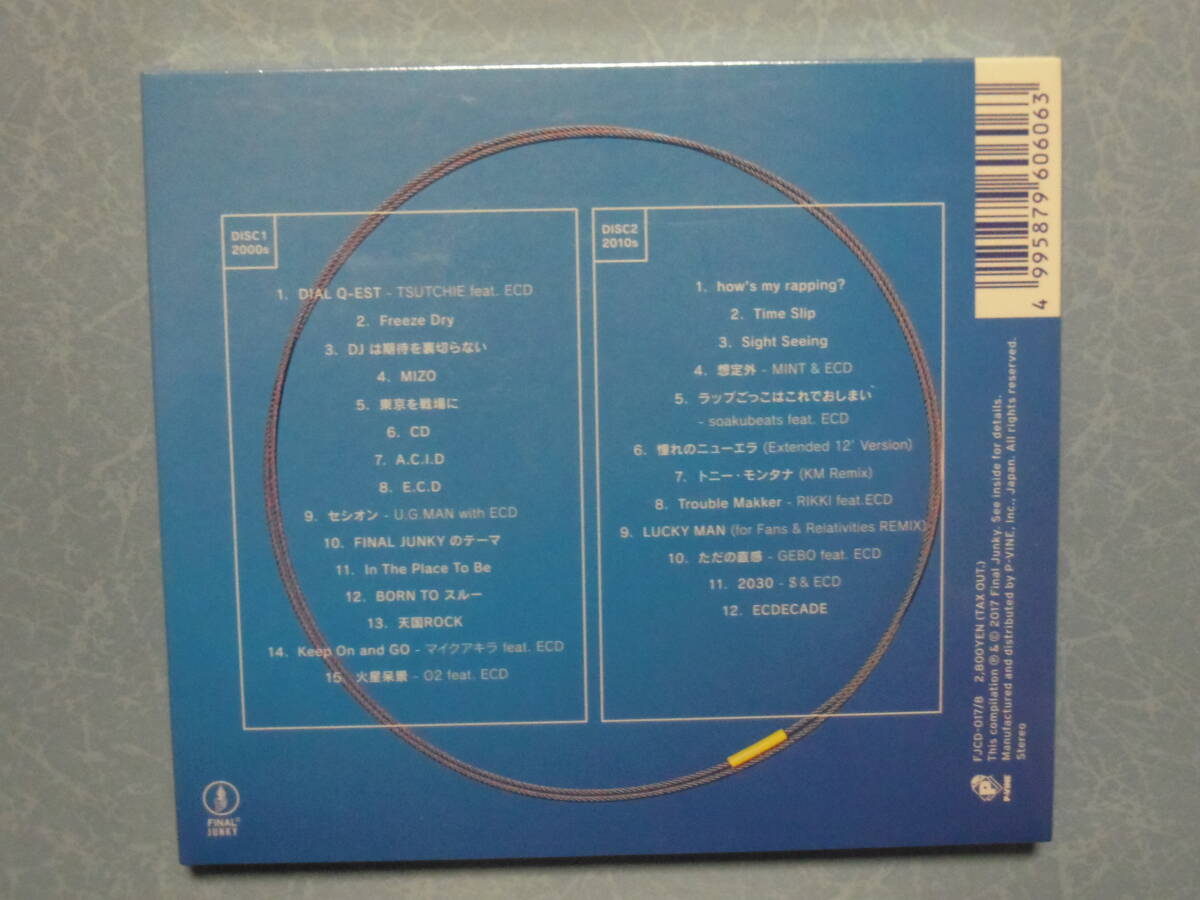 DISC1
2000s
1. DIAL Q-EST - TSUTCHIE feat. ECD
2. Freeze Dry
3. DJ は期待を裏切らない
4. MIZO
5. 東京を戦場に
6. CD
7. A.C.I.D
8. E.C.D
9. セシオン - U.G.MAN with ECD
10. FINAL JUNKY のテーマ
11. In The Place To Be
12. BORN TO スルー
13. 天国ROCK
14. Keep On and GO - マイクアキラ feat. ECD
15. 火星呆景 - O2 feat. ECD
DISC2
2010s
1. how's my rapping?
2. Time Slip
3. Sight Seeing
4. 想定外 - MINT & ECD
5. ラップごっこはこれでおしまい
- soakubeats feat. ECD
6. 憧れのニューエラ (Extended 12" Version)
7. トニー・モンタナ (KM Remix)
8. Trouble Makker - RIKKI feat.ECD
9. LUCKY MAN (for Fans & Relativities REMIX)
10. ただの直感 - GEBO feat. ECD
11. 2030 - $ & ECD
12. ECDECADE
4 995879 606063
FJCD-017/8 2,800YEN (TAX OUT.)
This compilation ℗ & © 2017 Final Junky. See inside for details.
Manufactured and distributed by P-VINE, Inc., Japan. All rights reserved.
Stereo
P-VINE
FINAL
JUNKY